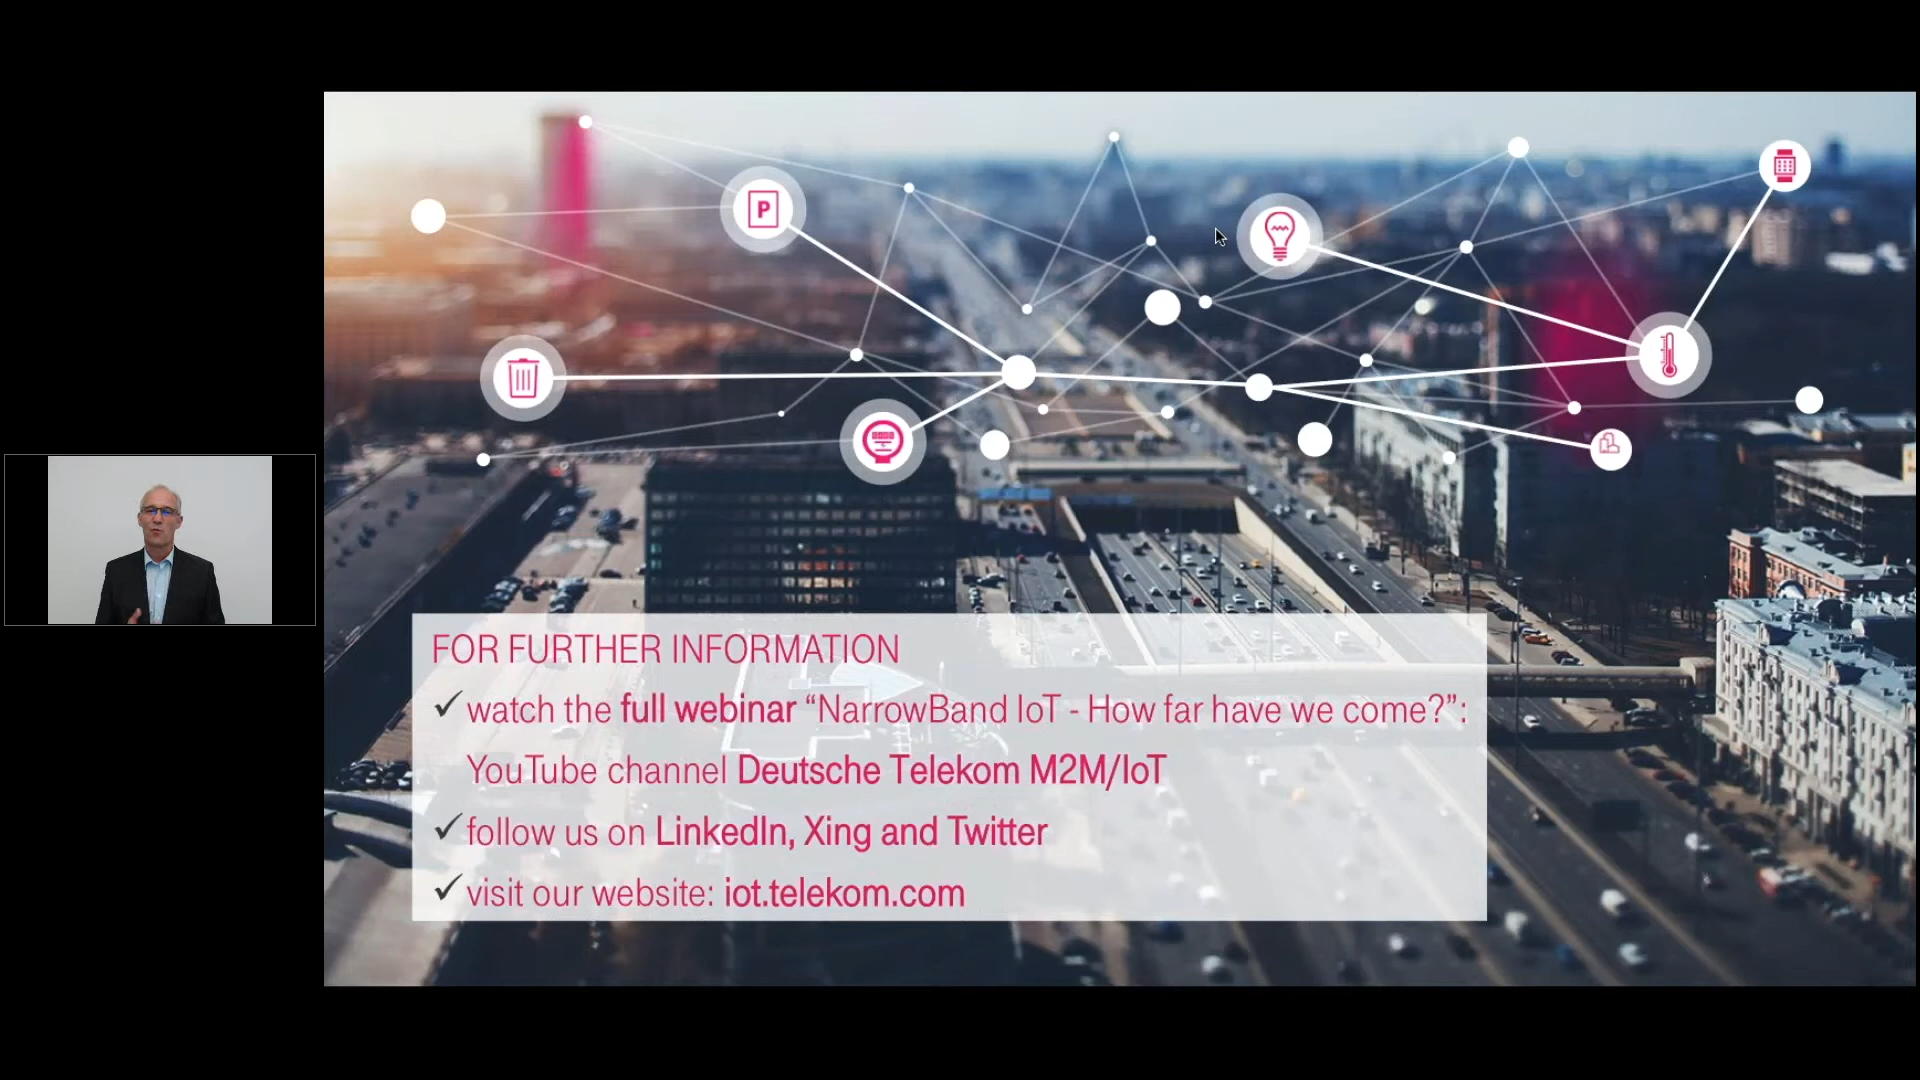 P
FOR FURTHER INFORMATION
✓ watch the full webinar “NarrowBand IoT - How far have we come?”:
YouTube channel Deutsche Telekom M2M/IoT
✓ follow us on LinkedIn, Xing and Twitter
✓ visit our website: iot.telekom.com